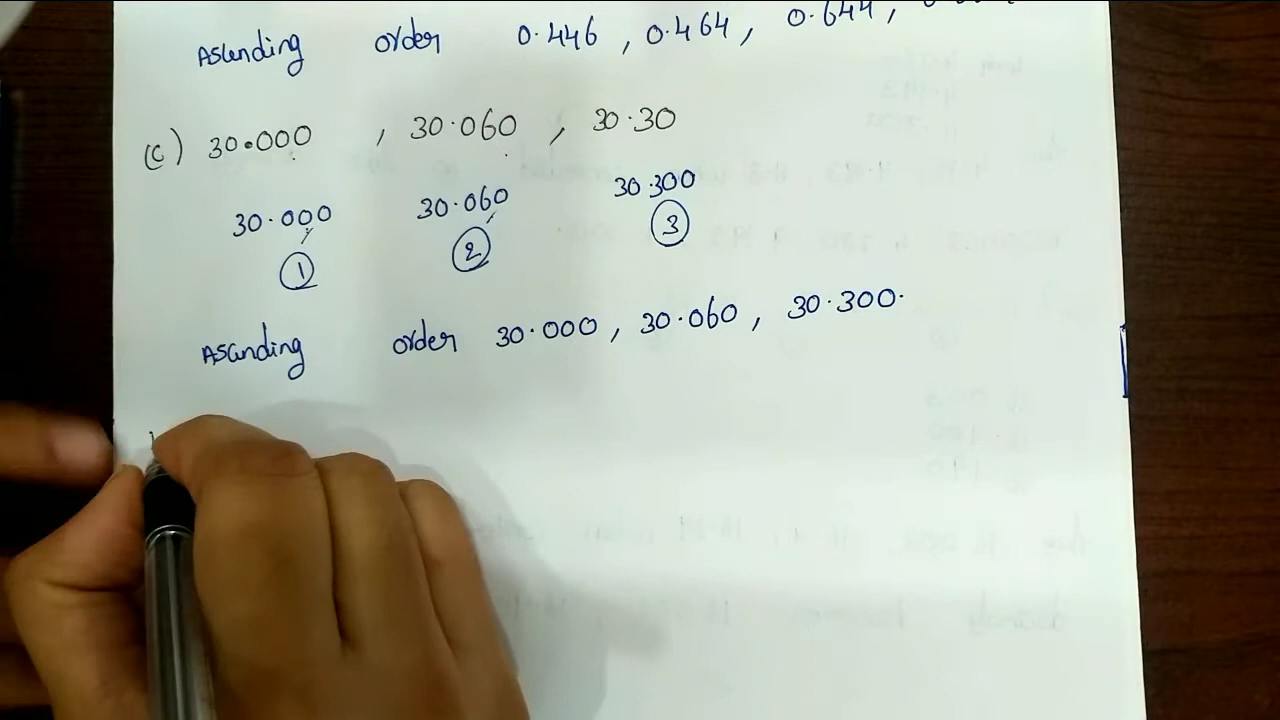 Ascending order 0.446, 0.464, 0.644,
(c) 30.000, 30.060, 30.30
30.000 30.060 30.300
1 2 3
Ascending order 30.000, 30.060, 30.300.